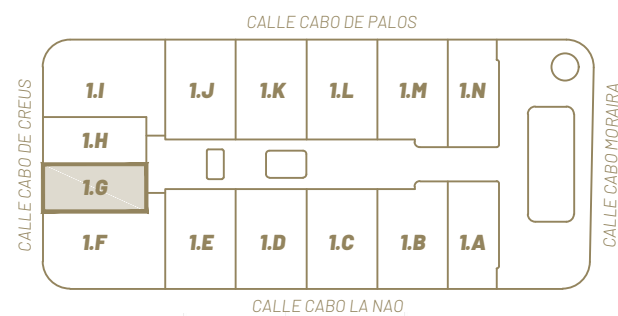 CALLE CABO DE PALOS
1.I
1.J
1.K
1.L
1.M
1.N
CALLE CABO DE CREUS
CALLE CABO MORAIRA
1.H
1.G
1.F
1.E
1.D
1.C
1.B
1.A
CALLE CABO LA NAO